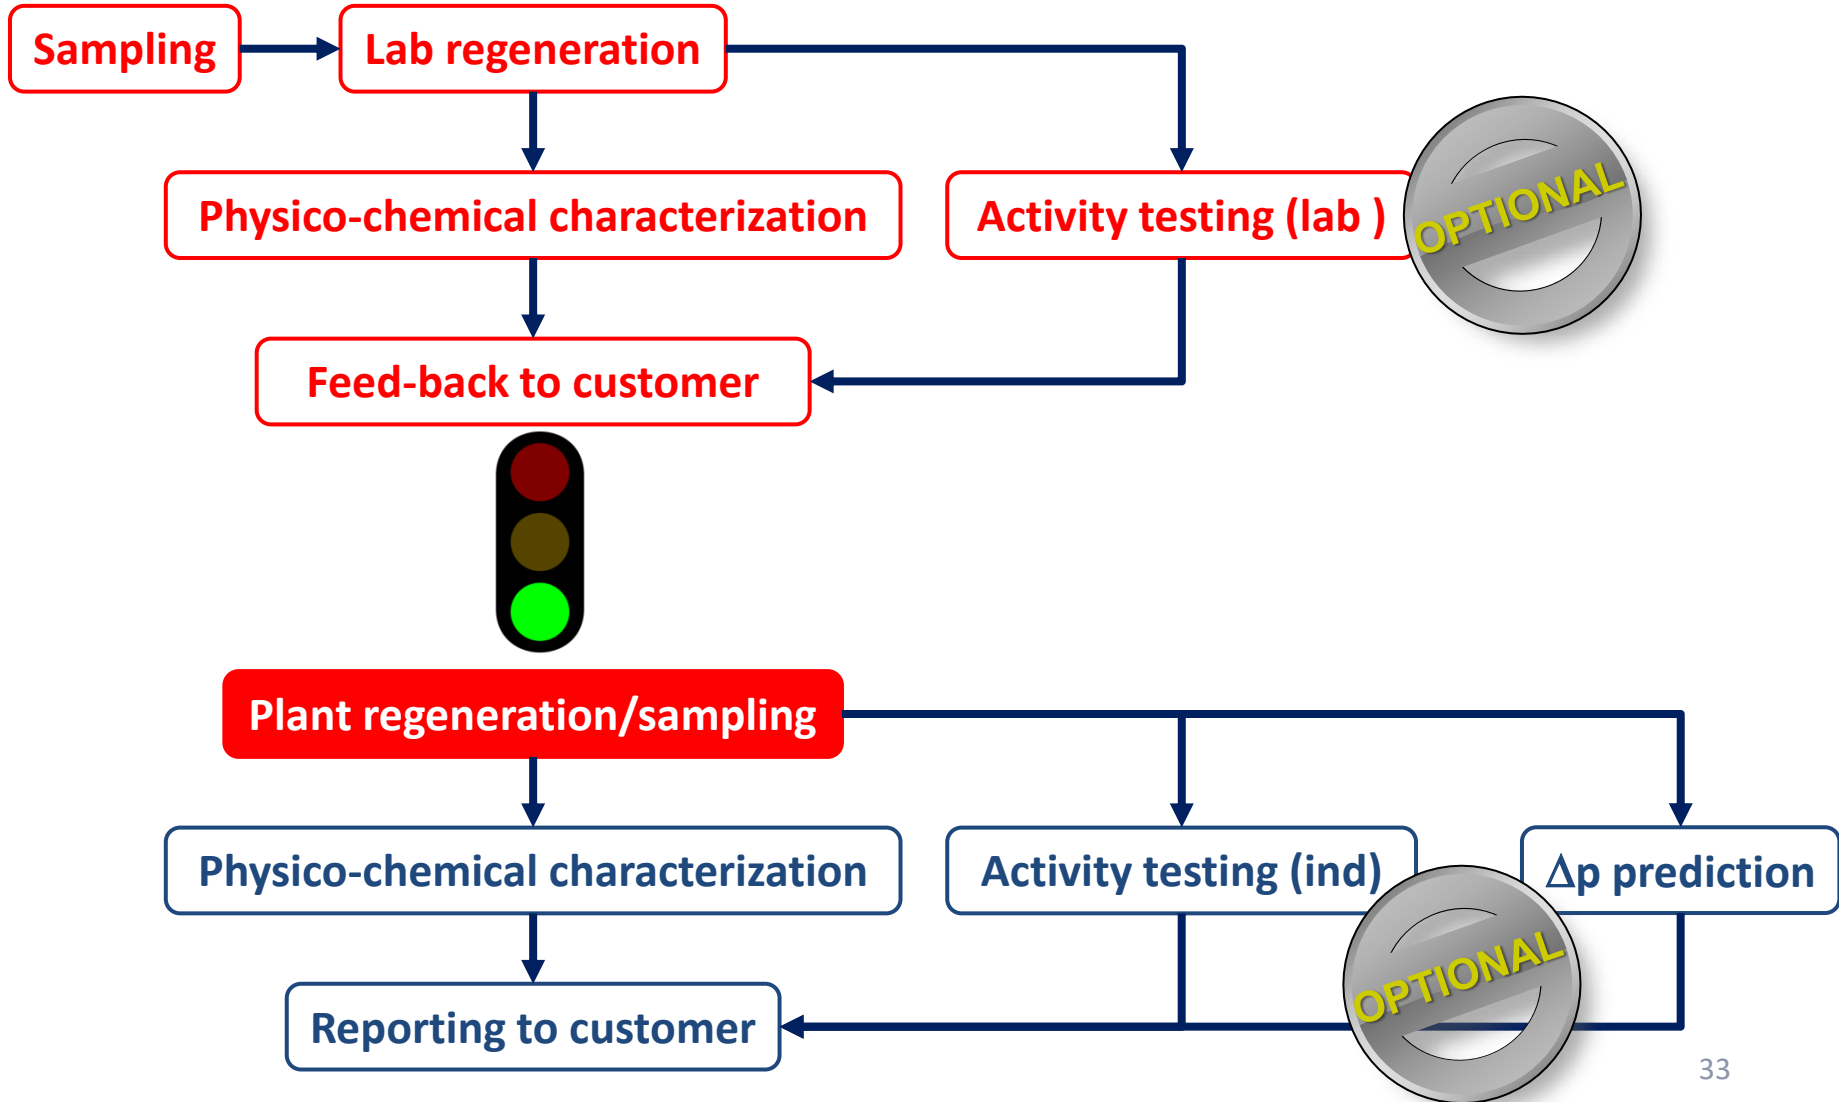 Sampling
Lab regeneration
Physico-chemical characterization
Activity testing (lab )
OPTIONAL
Feed-back to customer
Plant regeneration/sampling
Physico-chemical characterization
Activity testing (ind)
Δp prediction
OPTIONAL
Reporting to customer
33